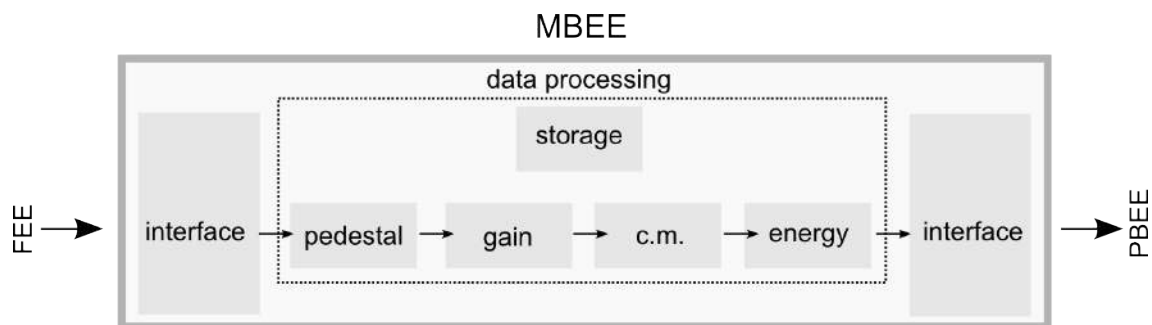 MBEE
data processing
storage
FEE
interface
pedestal
gain
c.m.
energy
interface
PBEE